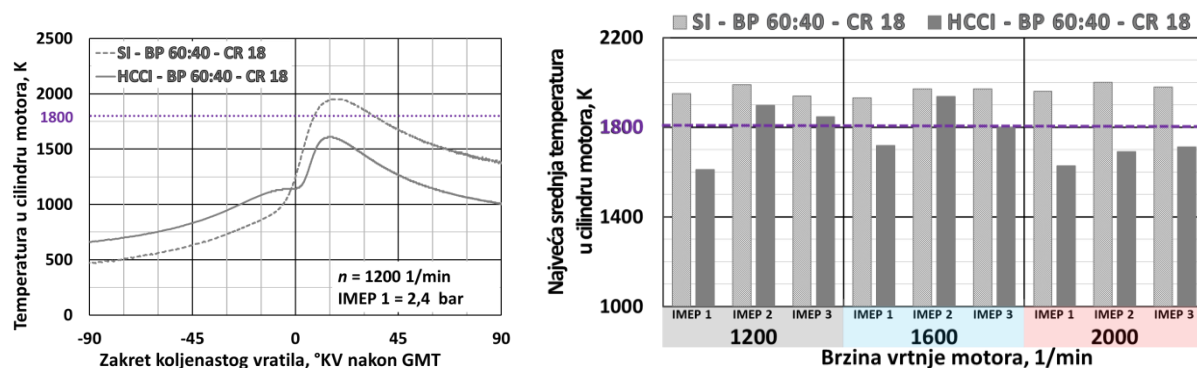 Temperatura u cilindru motora, K
2500
2000
1800
1500
1000
500
0
SI - BP 60:40 - CR 18
HCCI - BP 60:40 - CR 18
n = 1200 1/min
IMEP 1 = 2,4 bar
-90 -45 0 45 90
Zakret koljenastog vratila, °KV nakon GMT
SI - BP 60:40 - CR 18 HCCI - BP 60:40 - CR 18
Najveća srednja temperatura
u cilindru motora, K
2200
1800
1400
1000
IMEP 1 IMEP 2 IMEP 3 IMEP 1 IMEP 2 IMEP 3 IMEP 1 IMEP 2 IMEP 3
1200 1600 2000
Brzina vrtnje motora, 1/min